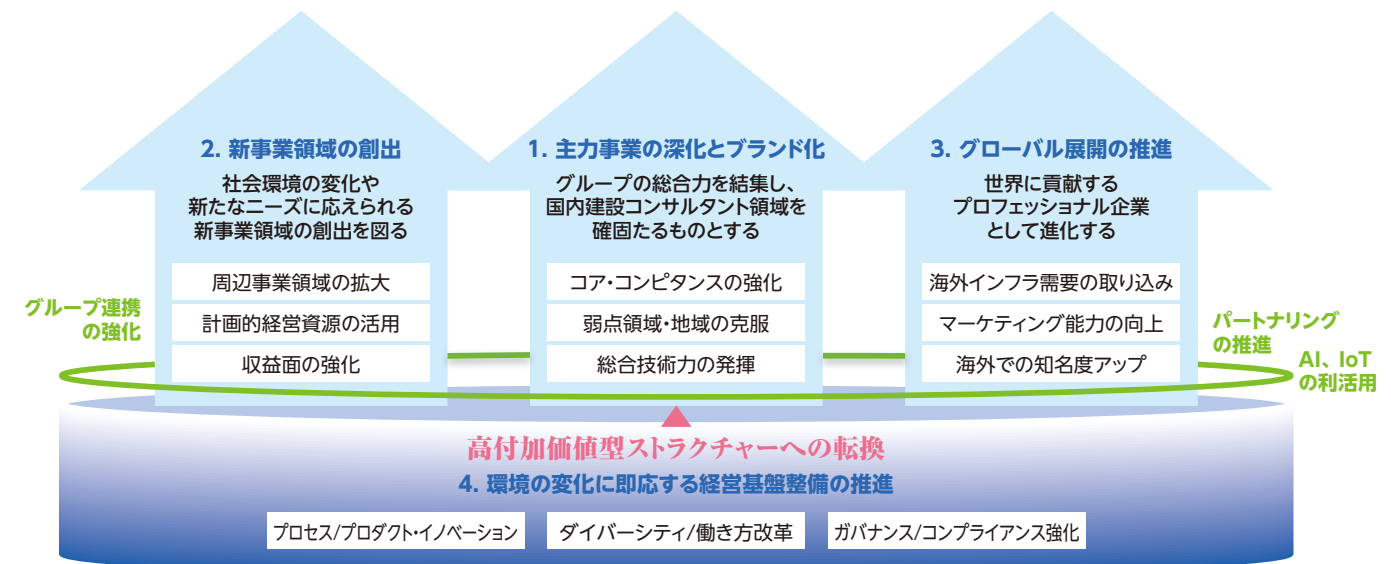 2. 新事業領域の創出
社会環境の変化や
新たなニーズに応えられる
新事業領域の創出を図る
周辺事業領域の拡大
計画的経営資源の活用
収益面の強化
1. 主力事業の深化とブランド化
グループの総合力を結集し、
国内建設コンサルタント領域を
確固たるものとする
コア・コンピタンスの強化
弱点領域・地域の克服
総合技術力の発揮
3. グローバル展開の推進
世界に貢献する
プロフェッショナル企業
として進化する
海外インフラ需要の取り込み
マーケティング能力の向上
海外での知名度アップ
グループ連携
の強化
パートナリング
の推進
AI、IoT
の利活用
高付加価値型ストラクチャーへの転換
4. 環境の変化に即応する経営基盤整備の推進
プロセス/プロダクト・イノベーション
ダイバーシティ/働き方改革
ガバナンス/コンプライアンス強化